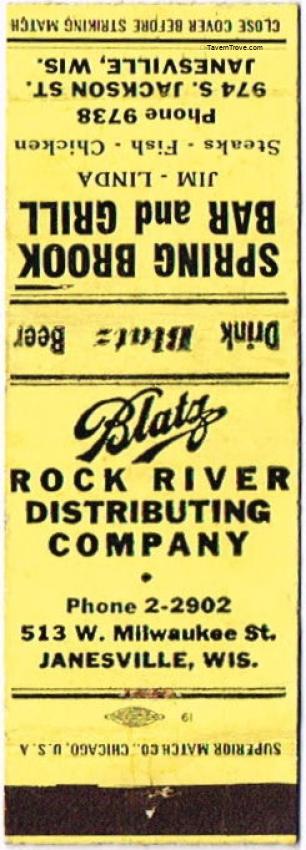 TavernTrove.com
SPRING BROOK
BAR and GRILL
JIM - LINDA
Steaks - Fish - Chicken
Phone 9738
974 S. JACKSON ST.
JANESVILLE, WIS.
CLOSE COVER BEFORE STRIKING MATCH
Drink Blatz Beer
Blatz
ROCK RIVER
DISTRIBUTING
COMPANY
Phone 2-2902
513 W. Milwaukee St.
JANESVILLE, WIS.
19
SUPERIOR MATCH CO., CHICAGO, U.S.A.